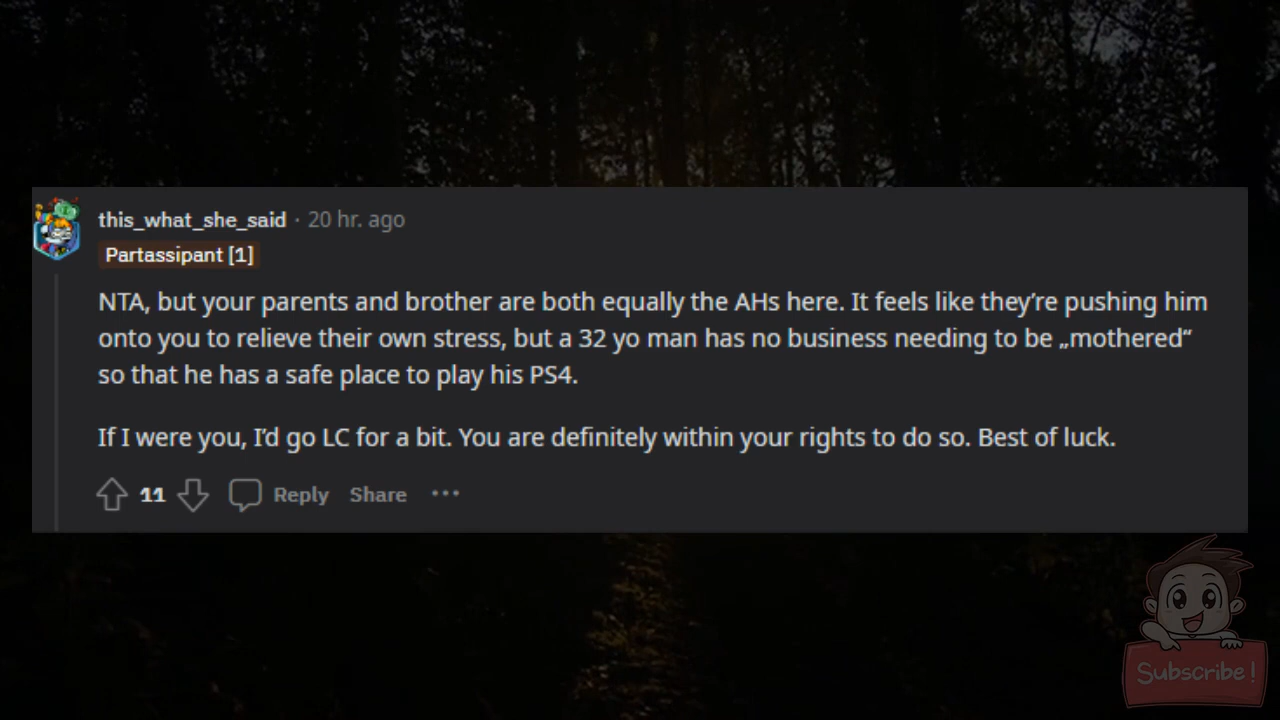 this_what_she_said · 20 hr. ago
Partassipant [1]
NTA, but your parents and brother are both equally the AHs here. It feels like they’re pushing him
onto you to relieve their own stress, but a 32 yo man has no business needing to be „mothered“
so that he has a safe place to play his PS4.
If I were you, I’d go LC for a bit. You are definitely within your rights to do so. Best of luck.
11 Reply Share ···
Subscribe!